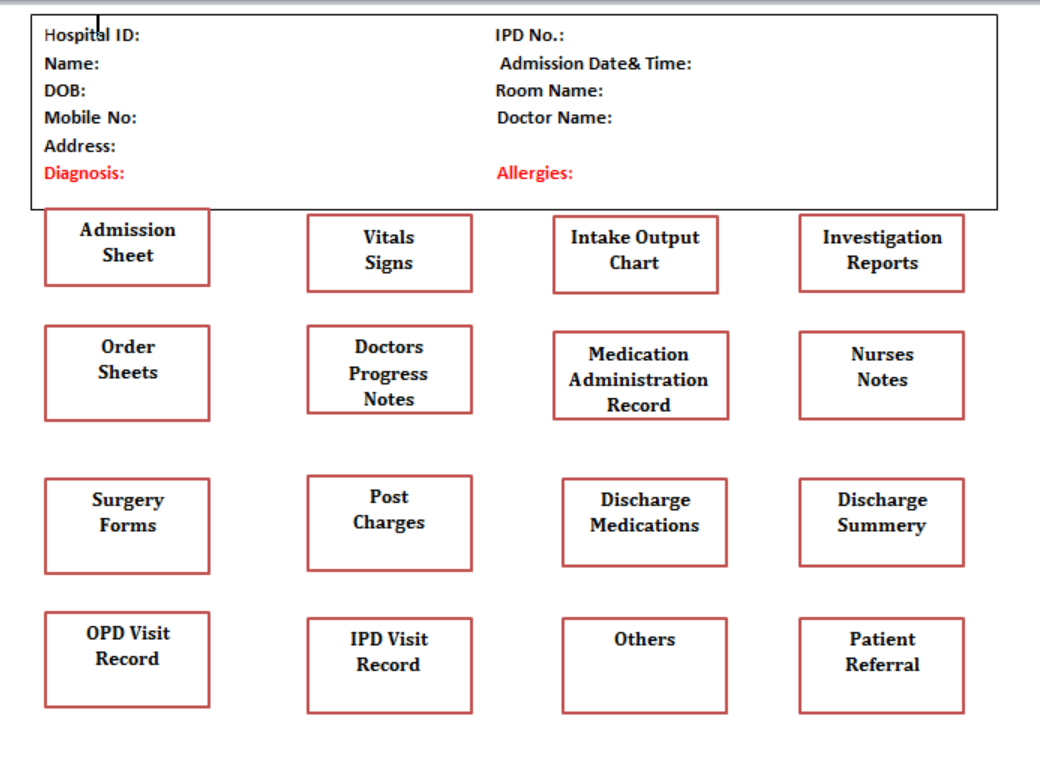 Hospital ID: IPD No.:
Name: Admission Date& Time:
DOB: Room Name:
Mobile No: Doctor Name:
Address:
Diagnosis: Allergies:
Admission
Sheet
Vitals
Signs
Intake Output
Chart
Investigation
Reports
Order
Sheets
Doctors
Progress
Notes
Medication
Administration
Record
Nurses
Notes
Surgery
Forms
Post
Charges
Discharge
Medications
Discharge
Summery
OPD Visit
Record
IPD Visit
Record
Others
Patient
Referral